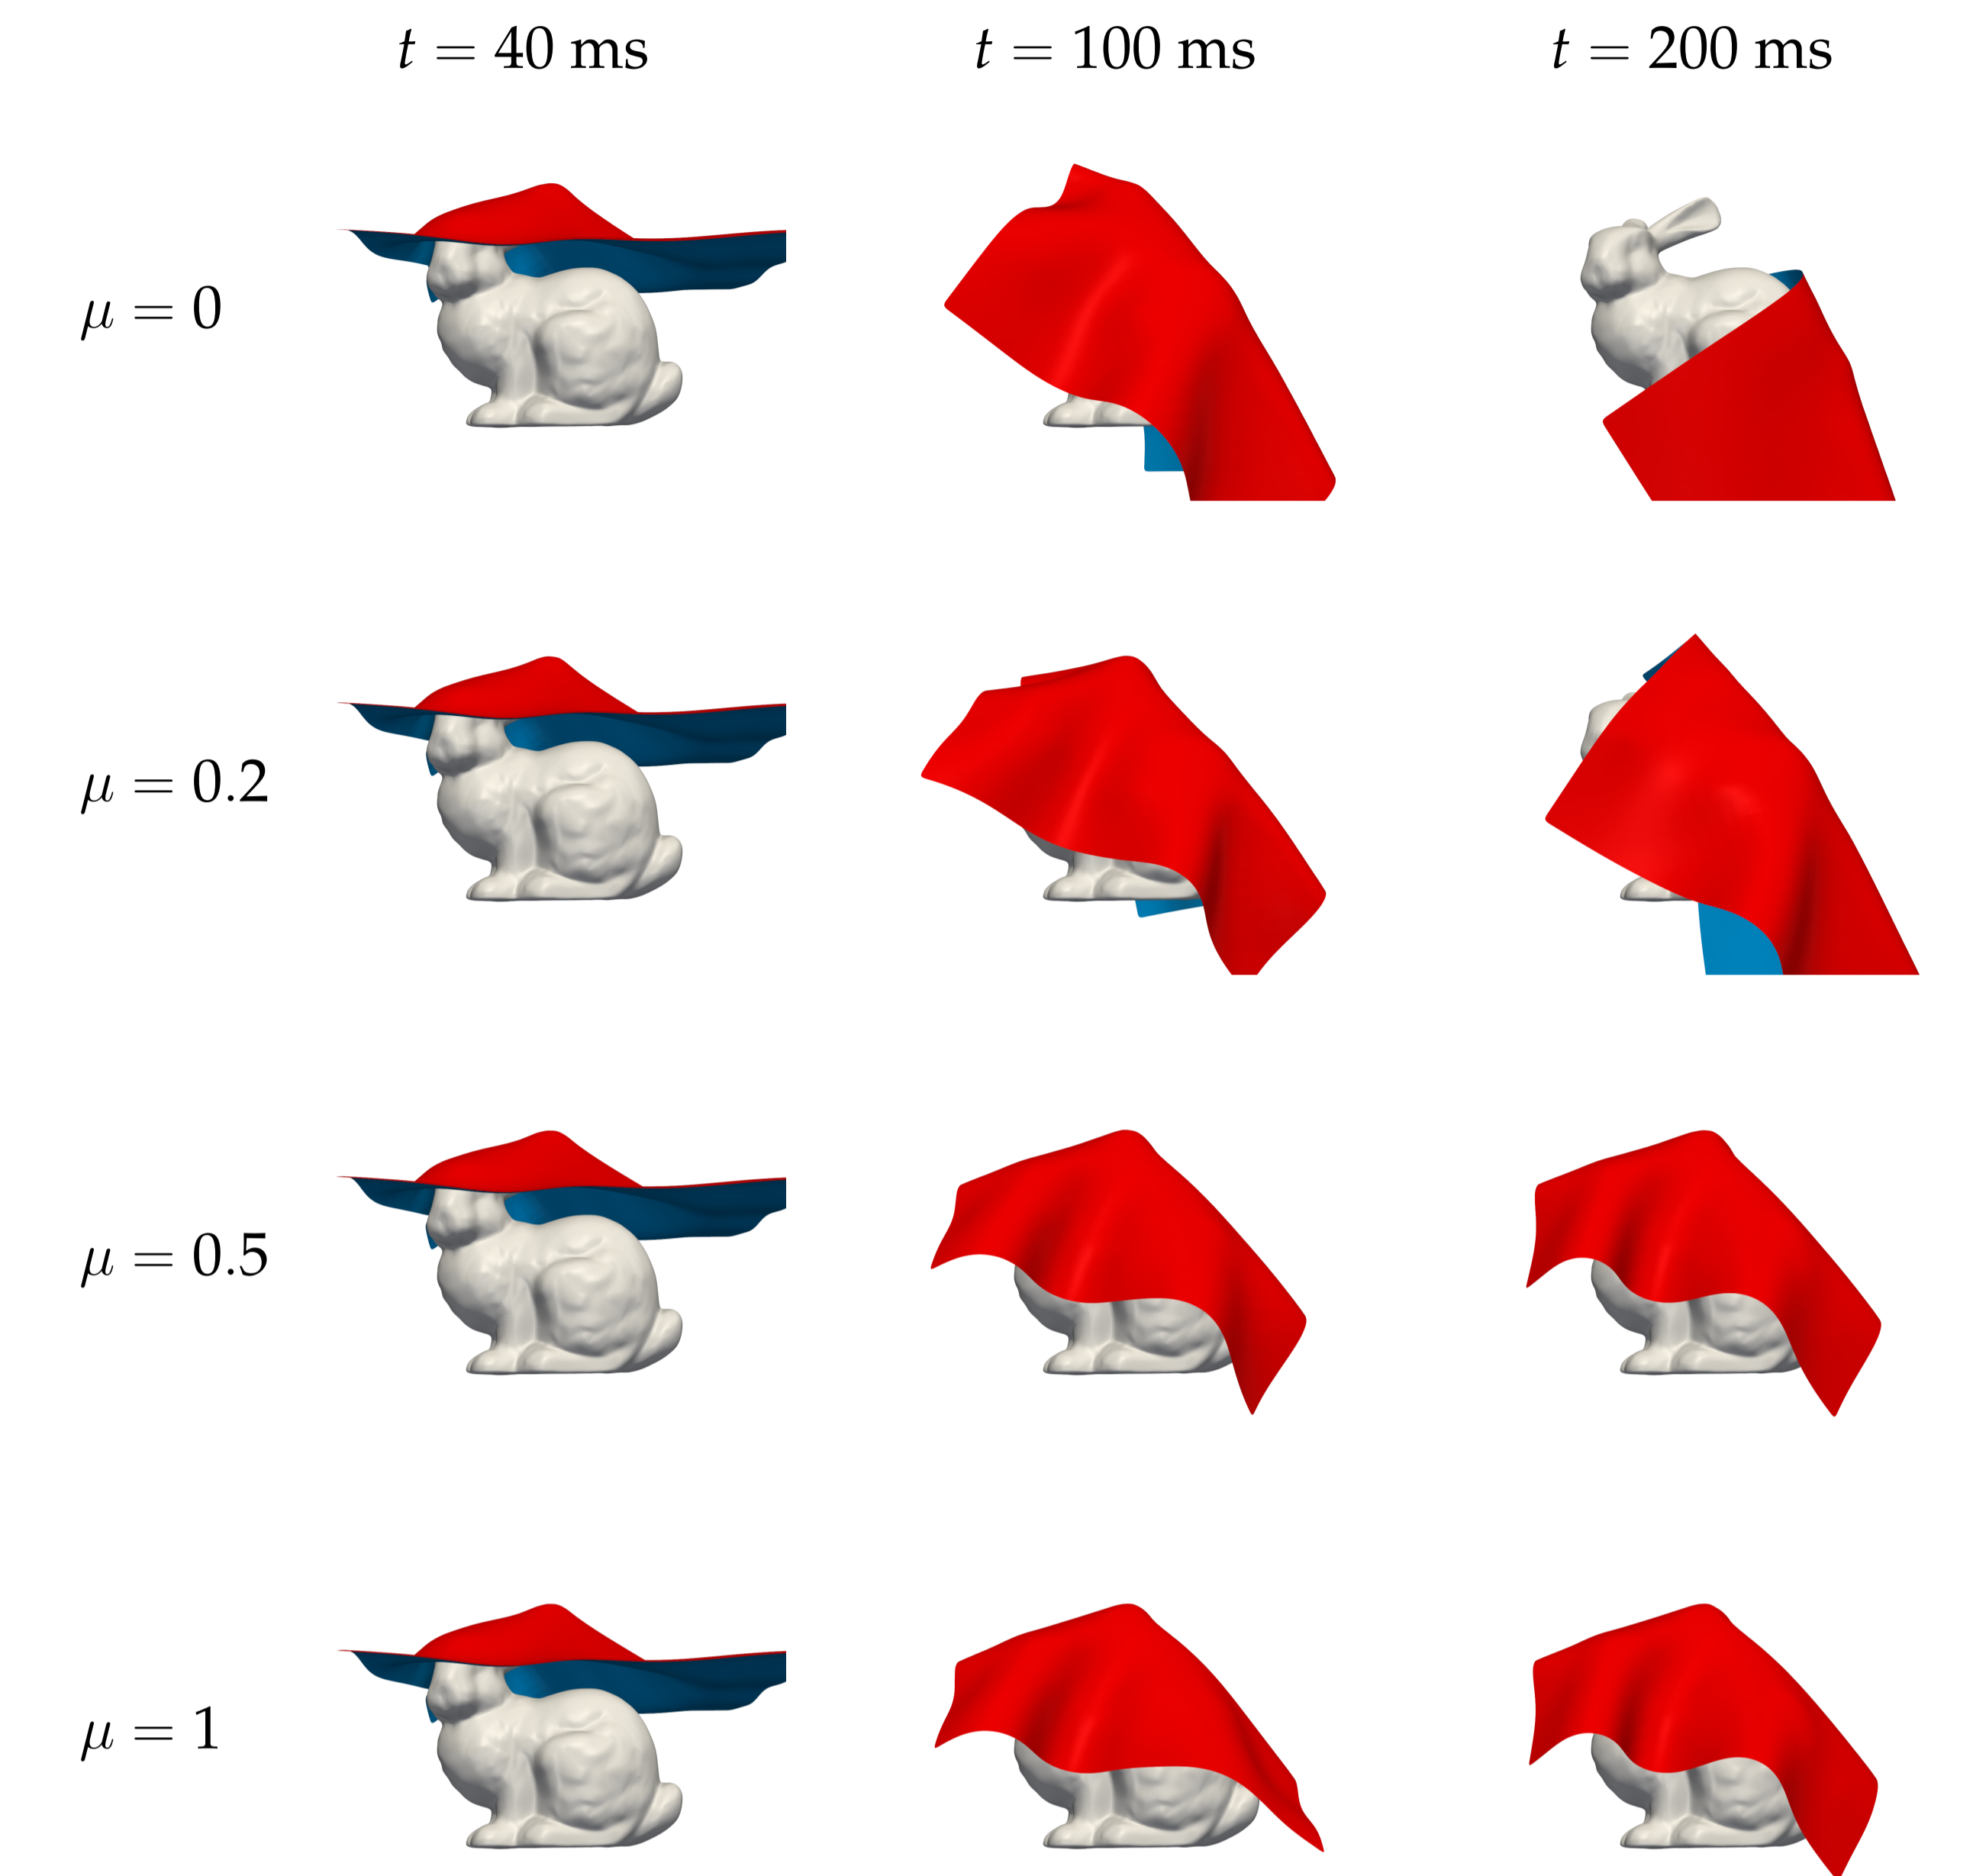 t = 40 ms
t = 100 ms
t = 200 ms
μ = 0
μ = 0.2
μ = 0.5
μ = 1